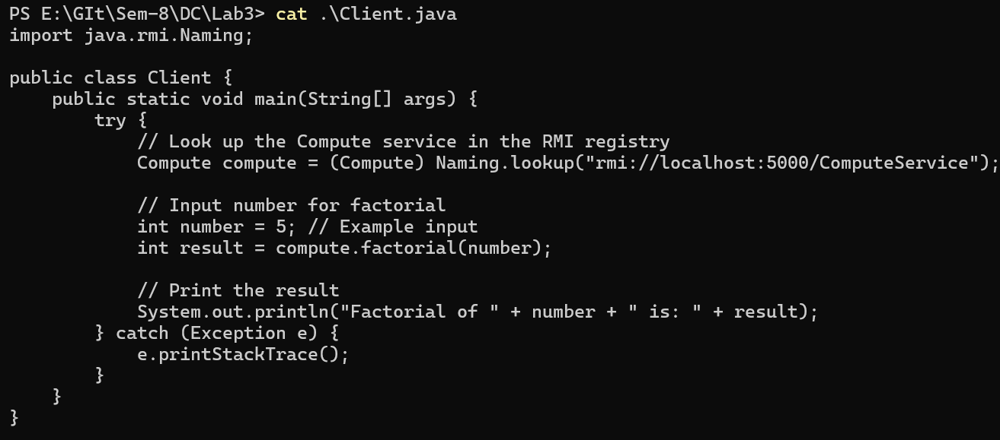 PS E:\GIt\Sem-8\DC\Lab3> cat .\Client.java
import java.rmi.Naming;

public class Client {
    public static void main(String[] args) {
        try {
            // Look up the Compute service in the RMI registry
            Compute compute = (Compute) Naming.lookup("rmi://localhost:5000/ComputeService");

            // Input number for factorial
            int number = 5; // Example input
            int result = compute.factorial(number);

            // Print the result
            System.out.println("Factorial of " + number + " is: " + result);
        } catch (Exception e) {
            e.printStackTrace();
        }
    }
}